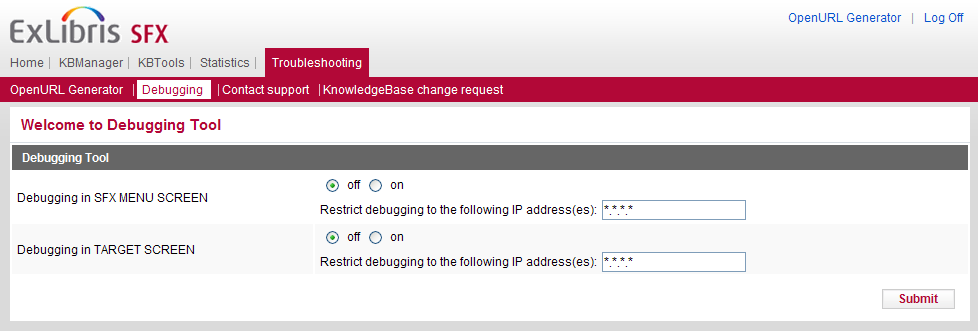 OpenURL Generator | Log Off
ExLibris SFX
Home | KBManager | KBTools | Statistics | Troubleshooting
OpenURL Generator | Debugging | Contact support | KnowledgeBase change request
Welcome to Debugging Tool
Debugging Tool
Debugging in SFX MENU SCREEN
off on
Restrict debugging to the following IP address(es): *.*.*.*
Debugging in TARGET SCREEN
off on
Restrict debugging to the following IP address(es): *.*.*.*
Submit